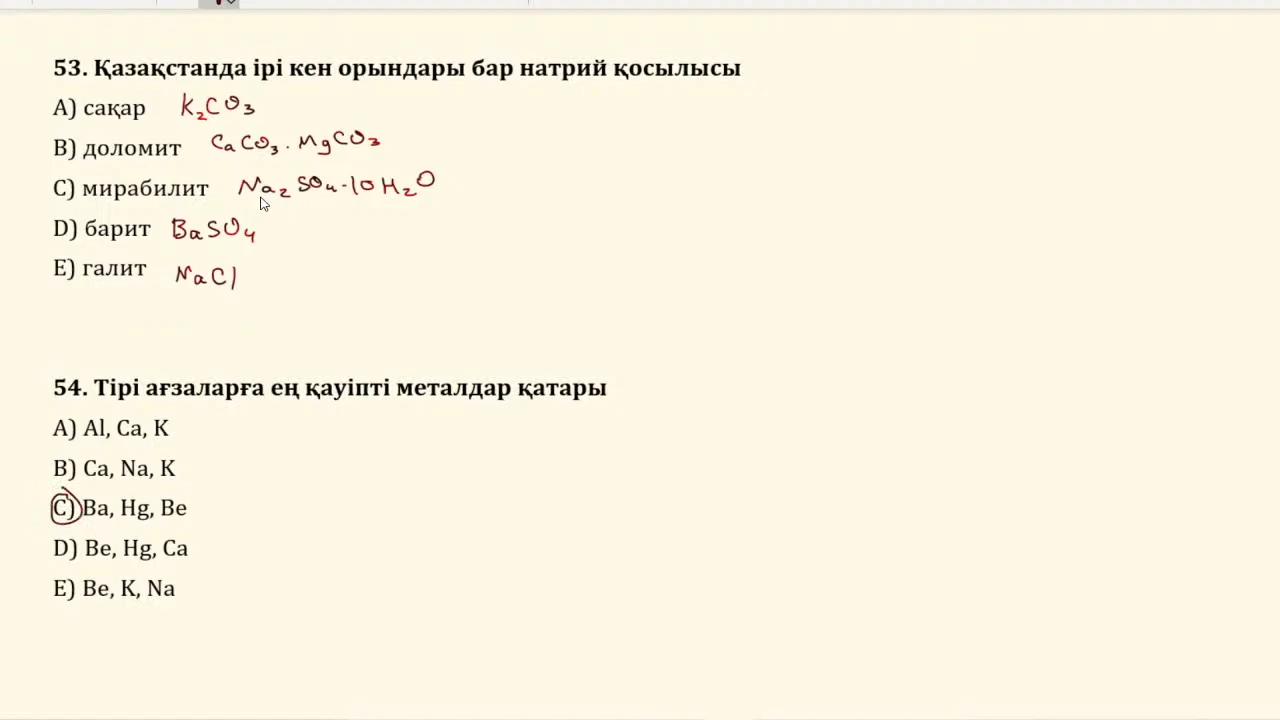 53. Қазақстанда ірі кен орындары бар натрий қосылысы
A) сақар K₂CO₃
B) доломит CaCO₃ · MgCO₃
C) мирабилит Na₂SO₄·10H₂O
D) барит BaSO₄
E) галит NaCl
54. Тірі ағзаларға ең қауіпті металдар қатары
A) Al, Ca, K
B) Ca, Na, K
C) Ba, Hg, Be
D) Be, Hg, Ca
E) Be, K, Na